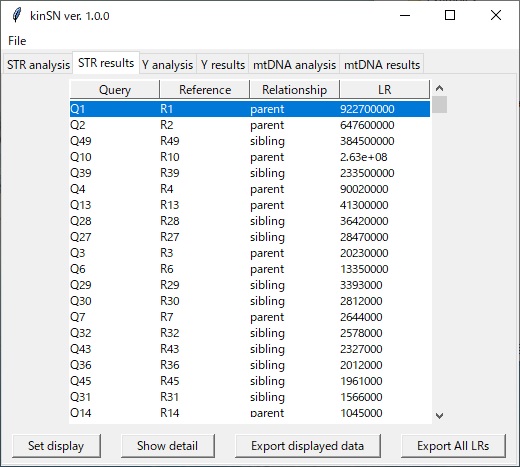 kinSN ver. 1.0.0
File
STR analysis STR results Y analysis Y results mtDNA analysis mtDNA results
Query Reference Relationship LR
Q1 R1 parent 922700000
Q2 R2 parent 647600000
Q49 R49 sibling 384500000
Q10 R10 parent 2.63e+08
Q39 R39 sibling 233500000
Q4 R4 parent 90020000
Q13 R13 parent 41300000
Q28 R28 sibling 36420000
Q27 R27 sibling 28470000
Q3 R3 parent 20230000
Q6 R6 parent 13350000
Q29 R29 sibling 3393000
Q30 R30 sibling 2812000
Q7 R7 parent 2644000
Q32 R32 sibling 2578000
Q43 R43 sibling 2327000
Q36 R36 sibling 2012000
Q45 R45 sibling 1961000
Q31 R31 sibling 1566000
Q14 R14 parent 1045000
Set display Show detail Export displayed data Export All LRs